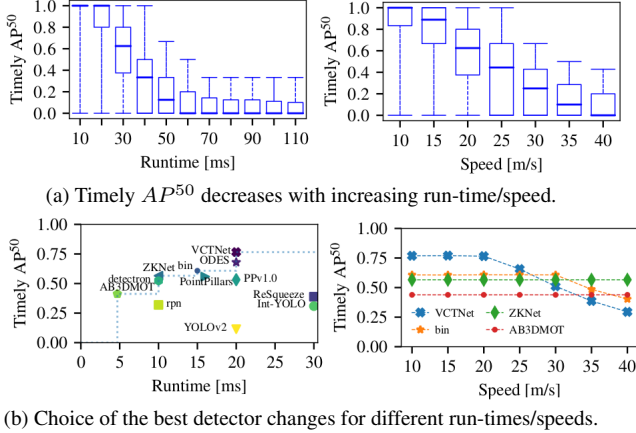 Timely AP50
1.0
0.8
0.6
0.4
0.2
0.0
10 30 50 70 90 110
Runtime [ms]
Timely AP50
1.0
0.8
0.6
0.4
0.2
0.0
10 15 20 25 30 35 40
Speed [m/s]
(a) Timely AP50 decreases with increasing run-time/speed.
Timely AP50
1.00
0.75
0.50
0.25
0.00
VCTNet
ODES
ZKNet bin
detectron PointPillars PPv1.0
AB3DMOT
rpn
ReSqueeze
Int-YOLO
YOLOv2
0 5 10 15 20 25 30
Runtime [ms]
Timely AP50
1.00
0.75
0.50
0.25
0.00
VCTNet ZKNet
bin AB3DMOT
10 15 20 25 30 35 40
Speed [m/s]
(b) Choice of the best detector changes for different run-times/speeds.